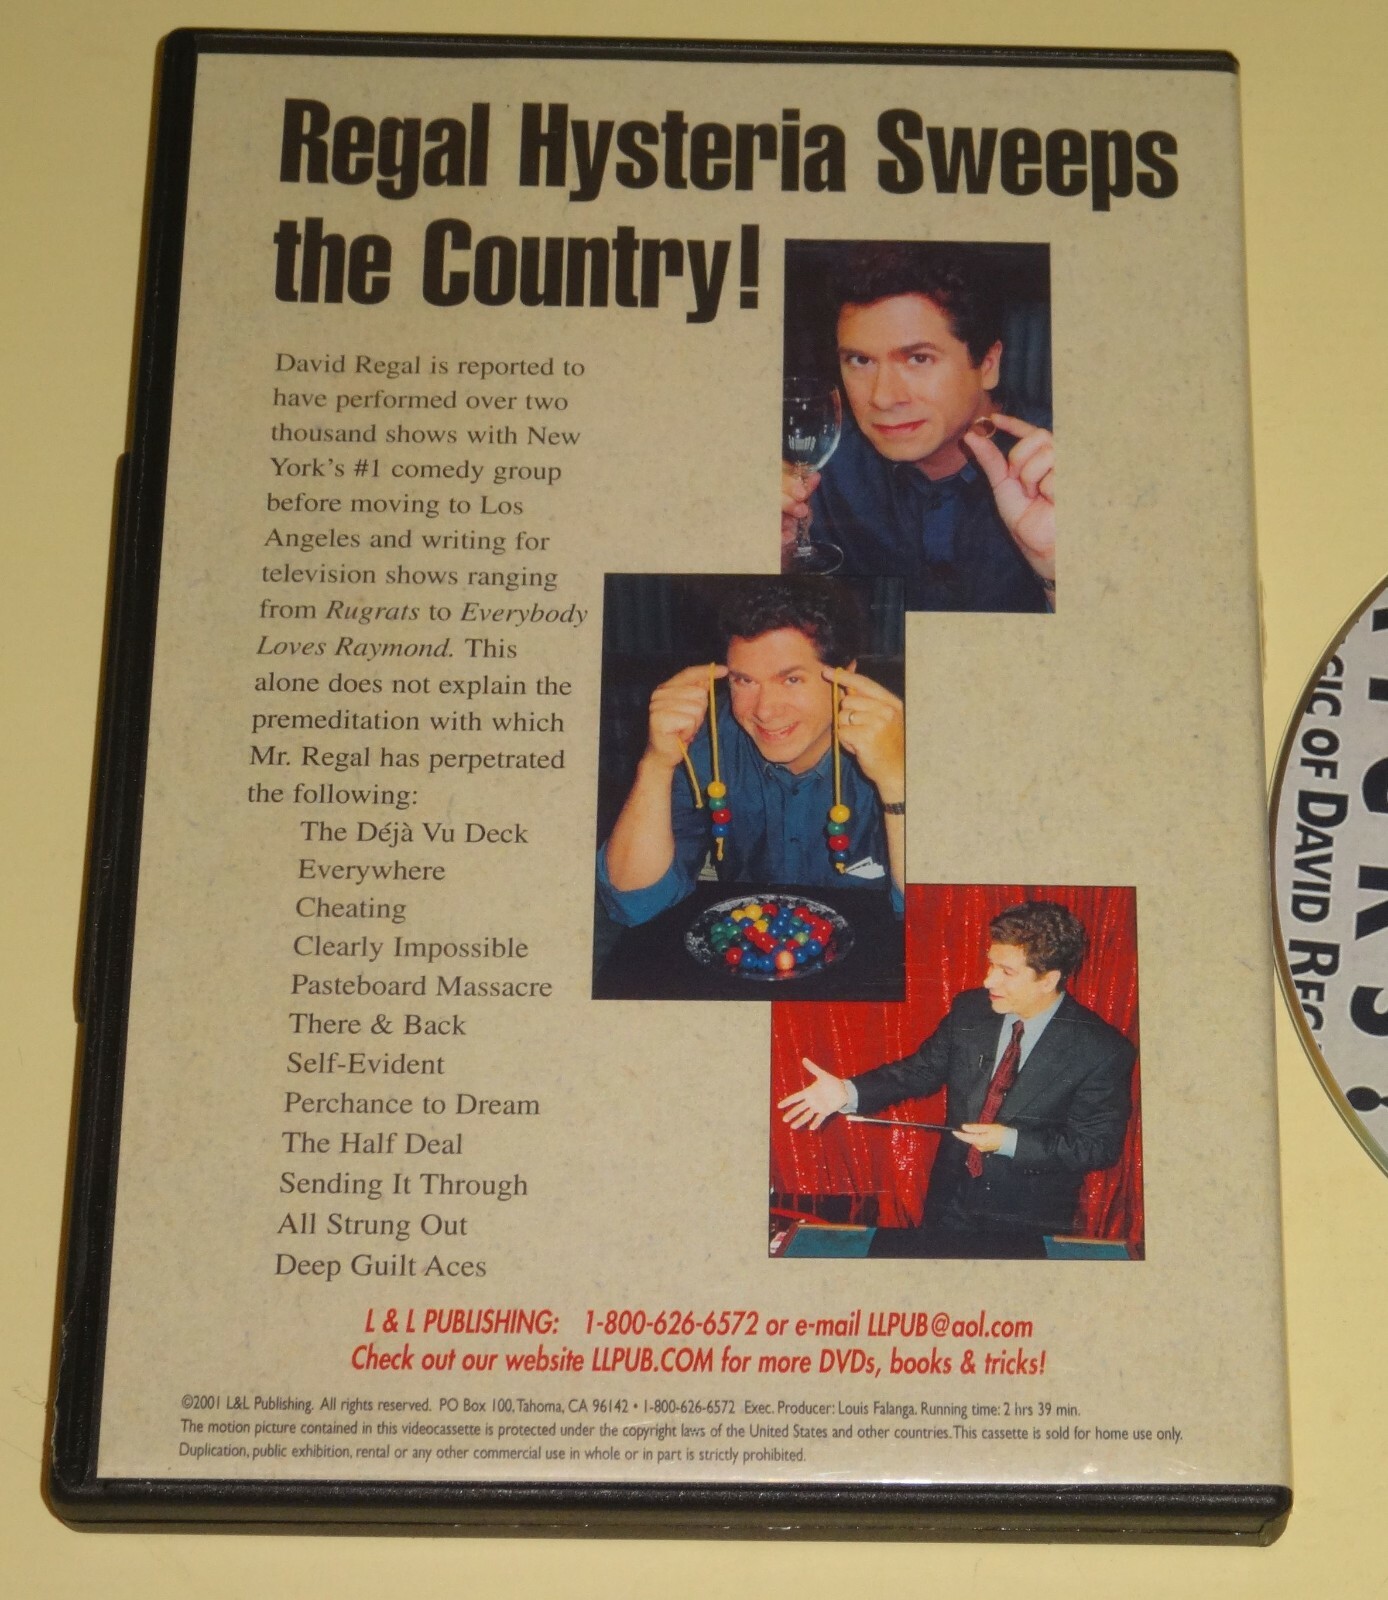 Regal Hysteria Sweeps
the Country!
David Regal is reported to
have performed over two
thousand shows with New
York's #1 comedy group
before moving to Los
Angeles and writing for
television shows ranging
from Rugrats to Everybody
Loves Raymond. This
alone does not explain the
premeditation with which
Mr. Regal has perpetrated
the following:
The Déjà Vu Deck
Everywhere
Cheating
Clearly Impossible
Pasteboard Massacre
There & Back
Self-Evident
Perchance to Dream
The Half Deal
Sending It Through
All Strung Out
Deep Guilt Aces
L & L PUBLISHING: 1-800-626-6572 or e-mail LLPUB@aol.com
Check out our website LLPUB.COM for more DVDs, books & tricks!
©2001 L&L Publishing. All rights reserved. PO Box 100, Tahoma, CA 96142 • 1-800-626-6572 Exec. Producer: Louis Falanga. Running time: 2 hrs 39 min.
The motion picture contained in this videocassette is protected under the copyright laws of the United States and other countries. This cassette is sold for home use only.
Duplication, public exhibition, rental or any other commercial use in whole or in part is strictly prohibited.
OF DAVID